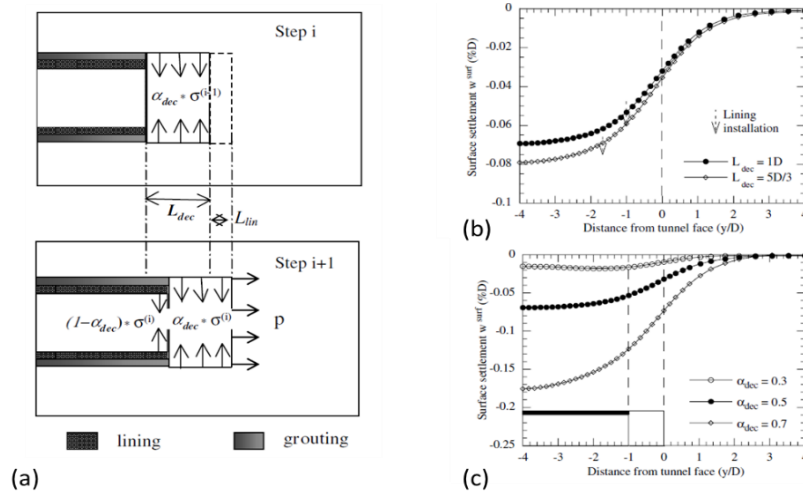 (a)
Step i
α_dec * σ^(i-1)
L_dec
L_lin
Step i+1
(1-α_dec) * σ^(i)
α_dec * σ^(i)
p
lining
grouting
(b)
Surface settlement w^surf (%D)
0
-0.02
-0.04
-0.06
-0.08
-0.1
Lining
installation
L_dec = 1D
L_dec = 5D/3
-4 -3 -2 -1 0 1 2 3 4
Distance from tunnel face (y/D)
(c)
Surface settlement w^surf (%D)
0
-0.05
-0.1
-0.15
-0.2
-0.25
α_dec = 0.3
α_dec = 0.5
α_dec = 0.7
-4 -3 -2 -1 0 1 2 3 4
Distance from tunnel face (y/D)